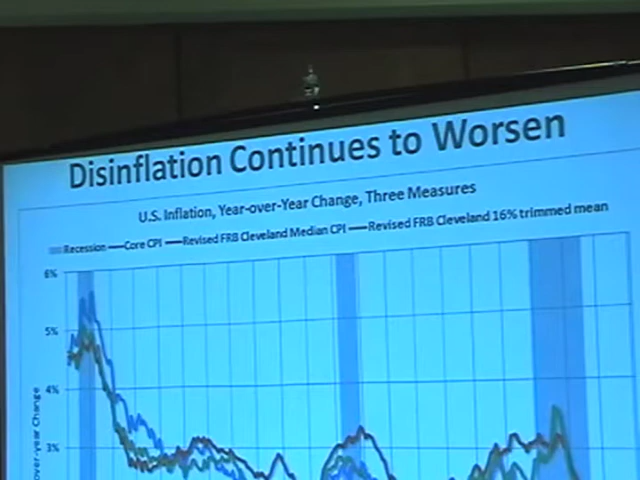 Disinflation Continues to Worsen
U.S. Inflation, Year-over-Year Change, Three Measures
Recession Core CPI Revised FRB Cleveland Median CPI Revised FRB Cleveland 16% trimmed mean
6%
5%
4%
3%
over-year Change